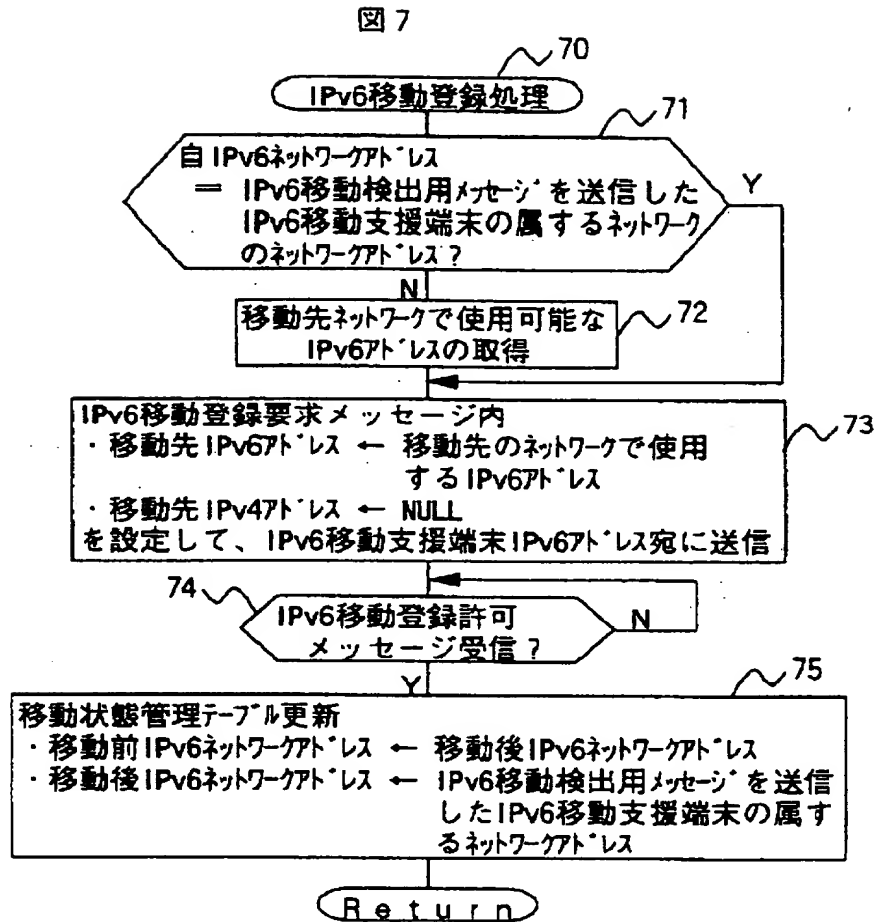 図7
70
IPv6移動登録処理
71
自IPv6ネットワークアドレス
＝ IPv6移動検出用メッセージを送信した
IPv6移動支援端末の属するネットワーク
のネットワークアドレス？
Y
N
移動先ネットワークで使用可能な
IPv6アドレスの取得
72
IPv6移動登録要求メッセージ内
・移動先IPv6アドレス ← 移動先のネットワークで使用
するIPv6アドレス
・移動先IPv4アドレス ← NULL
を設定して、IPv6移動支援端末IPv6アドレス宛に送信
73
74
IPv6移動登録許可
メッセージ受信？
N
Y
75
移動状態管理テーブル更新
・移動前IPv6ネットワークアドレス ← 移動後IPv6ネットワークアドレス
・移動後IPv6ネットワークアドレス ← IPv6移動検出用メッセージを送信
したIPv6移動支援端末の属す
るネットワークアドレス
Return